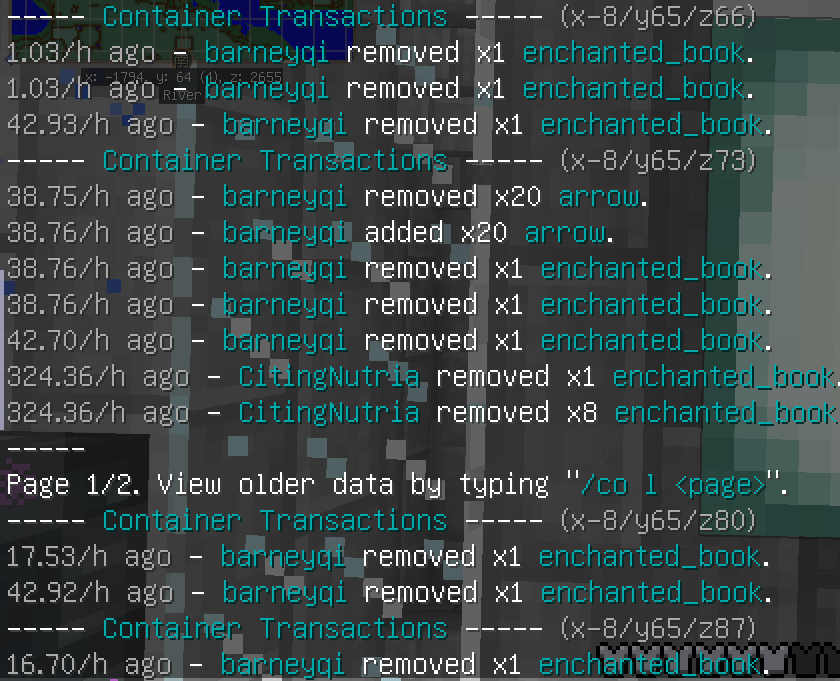 ----- Container Transactions ----- (x-8/y65/z66)
1.03/h ago - barneyqi removed x1 enchanted_book.
x: -1794, y: 64 (4), z: 2655
1.03/h ago - barneyqi removed x1 enchanted_book.
River
42.93/h ago - barneyqi removed x1 enchanted_book.
----- Container Transactions ----- (x-8/y65/z73)
38.75/h ago - barneyqi removed x20 arrow.
38.76/h ago - barneyqi added x20 arrow.
38.76/h ago - barneyqi removed x1 enchanted_book.
38.76/h ago - barneyqi removed x1 enchanted_book.
42.70/h ago - barneyqi removed x1 enchanted_book.
324.36/h ago - CitingNutria removed x1 enchanted_book.
324.36/h ago - CitingNutria removed x8 enchanted_book
-----
Page 1/2. View older data by typing "/co l <page>".
----- Container Transactions ----- (x-8/y65/z80)
17.53/h ago - barneyqi removed x1 enchanted_book.
42.92/h ago - barneyqi removed x1 enchanted_book.
----- Container Transactions ----- (x-8/y65/z87)
16.70/h ago - barneyqi removed x1 enchanted_book.